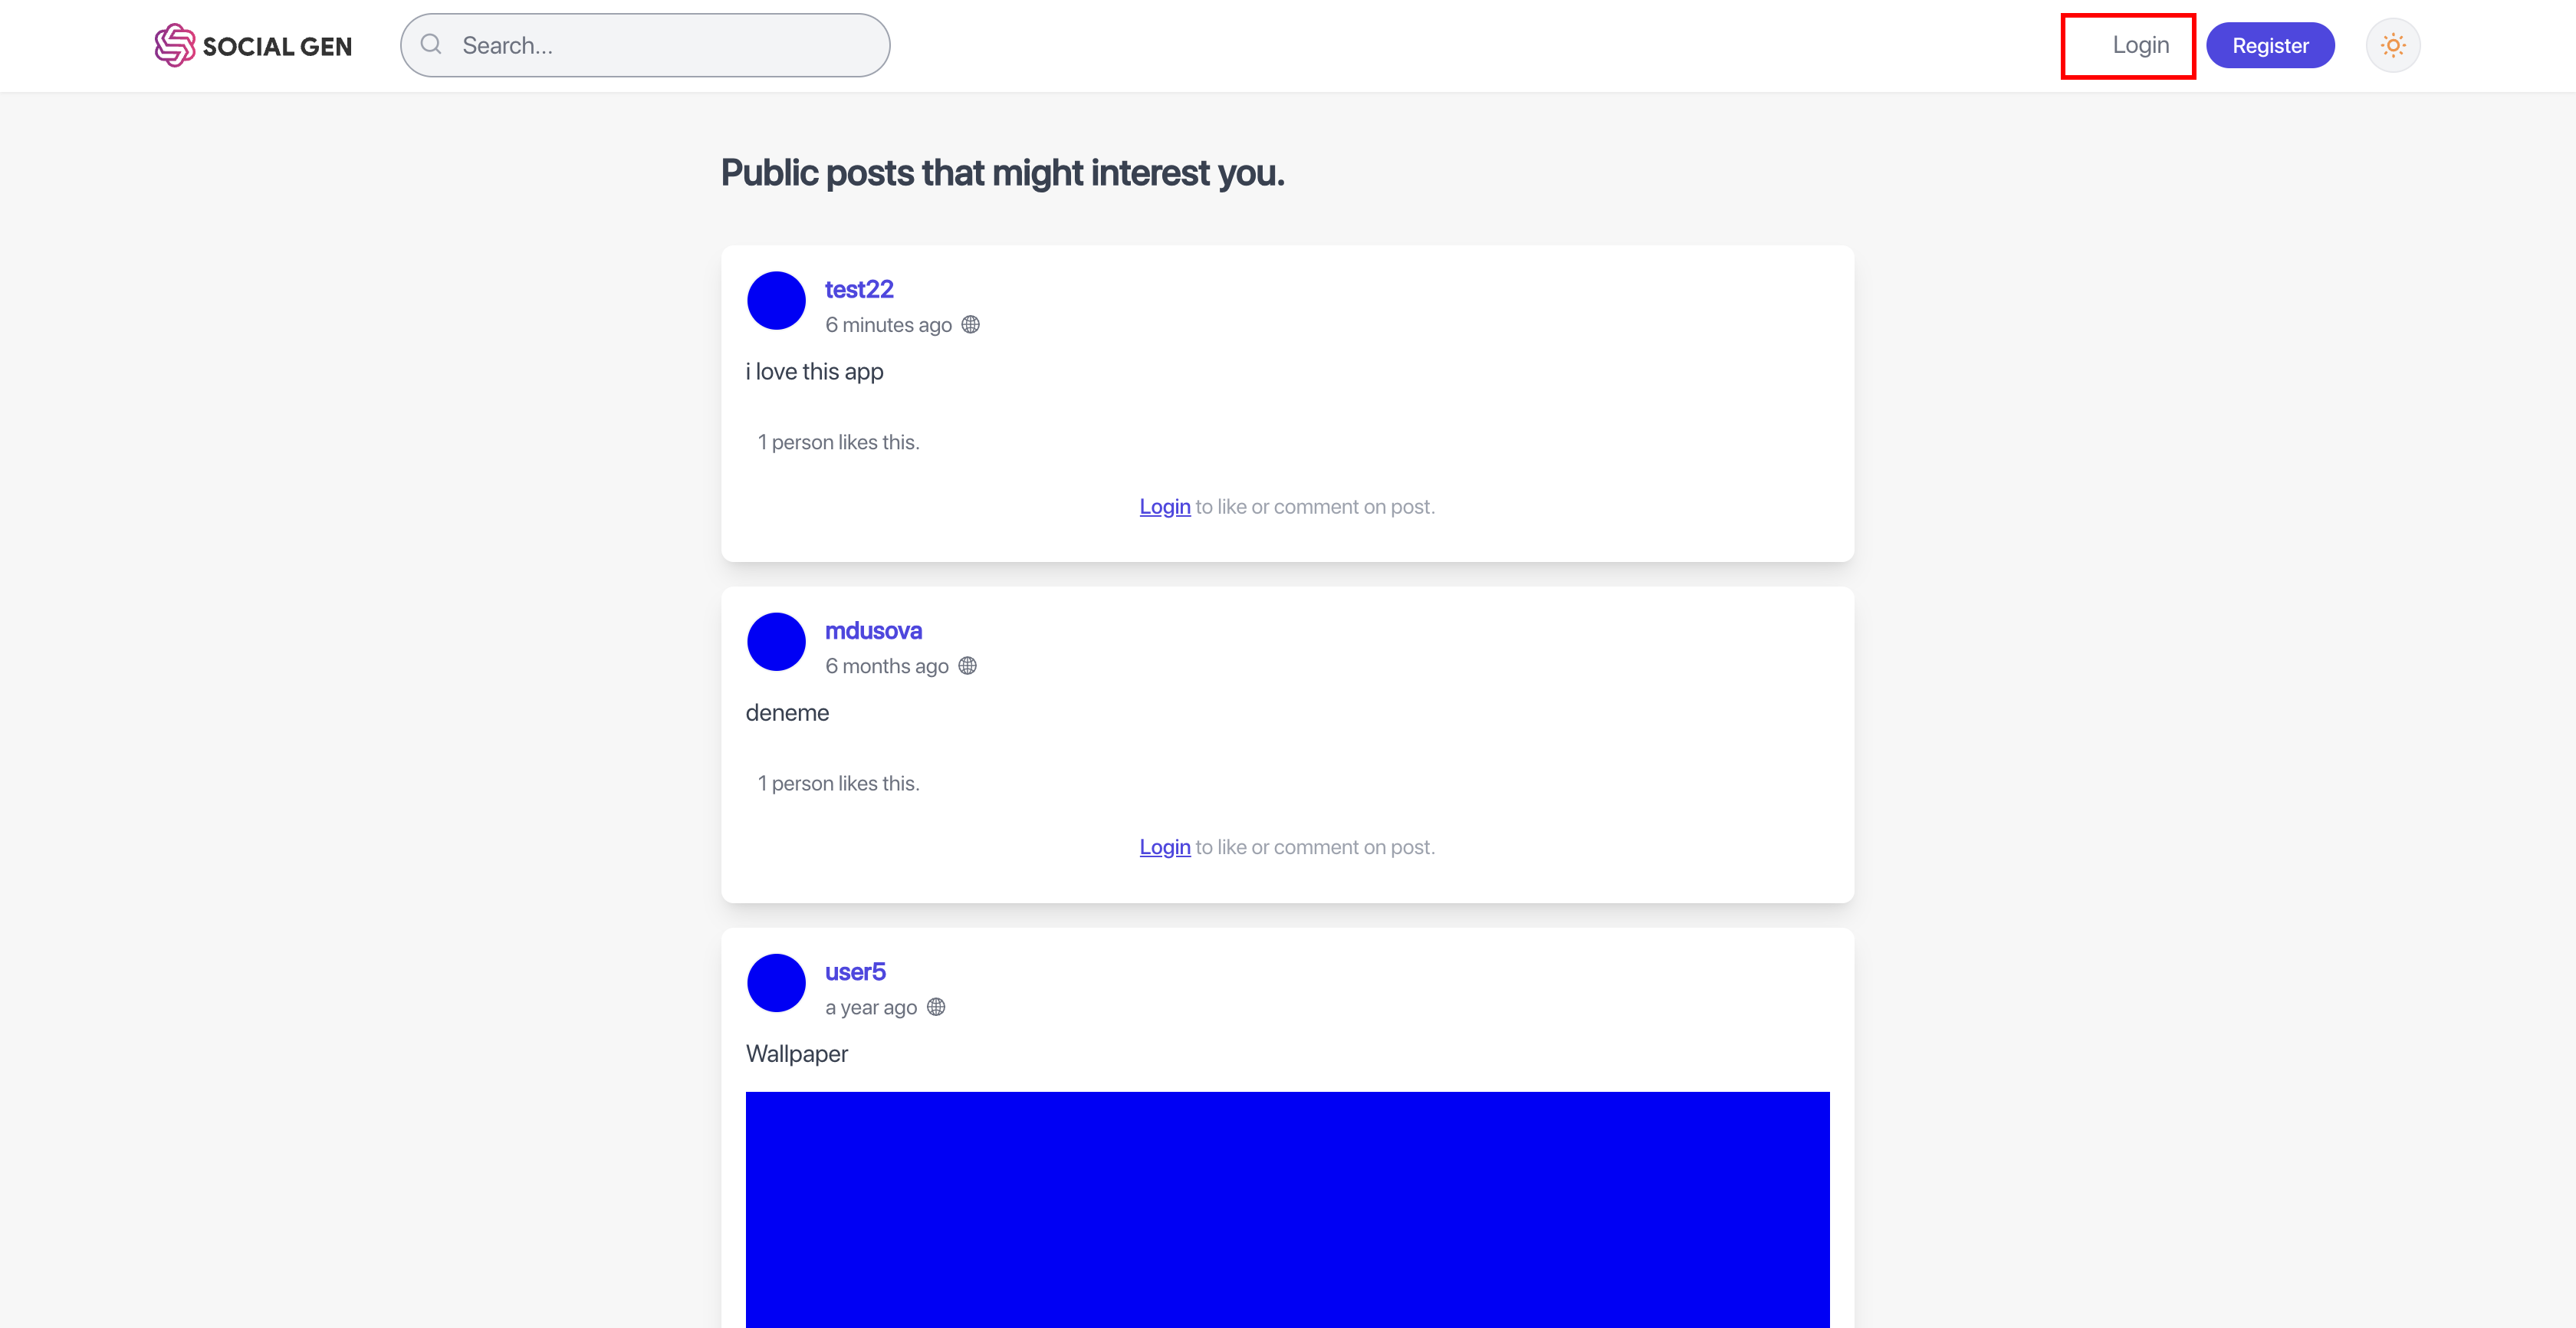 SOCIAL GEN
Search...
Login
Register
Public posts that might interest you.
test22
6 minutes ago
i love this app
1 person likes this.
Login to like or comment on post.
mdusova
6 months ago
deneme
1 person likes this.
Login to like or comment on post.
user5
a year ago
Wallpaper